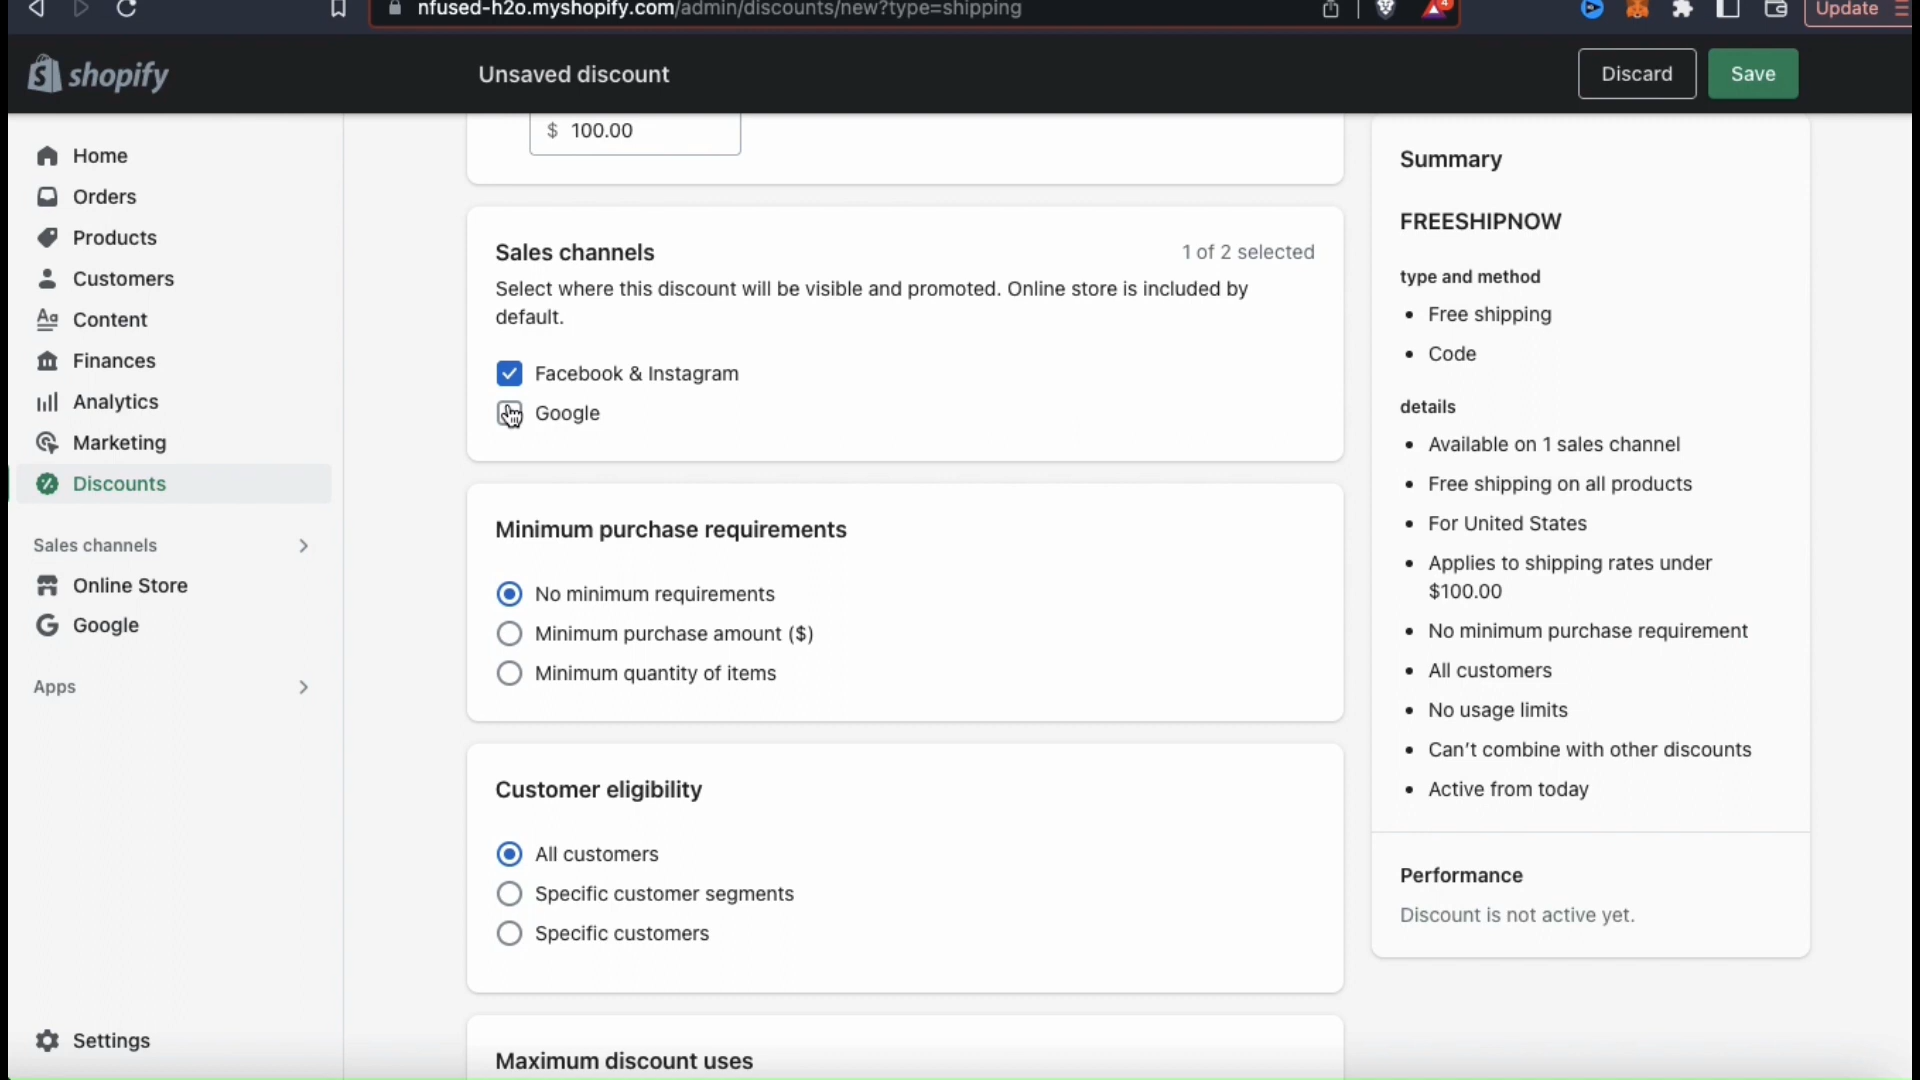 nfused-h2o.myshopify.com/admin/discounts/new?type=shipping
4
Update
shopify
Unsaved discount
Discard
Save
Home
Orders
Products
Customers
Content
Finances
Analytics
Marketing
Discounts
Sales channels
Online Store
Google
Apps
Settings
$ 100.00
Sales channels
1 of 2 selected
Select where this discount will be visible and promoted. Online store is included by
default.
Facebook & Instagram
Google
Minimum purchase requirements
No minimum requirements
Minimum purchase amount ($)
Minimum quantity of items
Customer eligibility
All customers
Specific customer segments
Specific customers
Maximum discount uses
Summary
FREESHIPNOW
type and method
• Free shipping
• Code
details
• Available on 1 sales channel
• Free shipping on all products
• For United States
• Applies to shipping rates under
$100.00
• No minimum purchase requirement
• All customers
• No usage limits
• Can't combine with other discounts
• Active from today
Performance
Discount is not active yet.